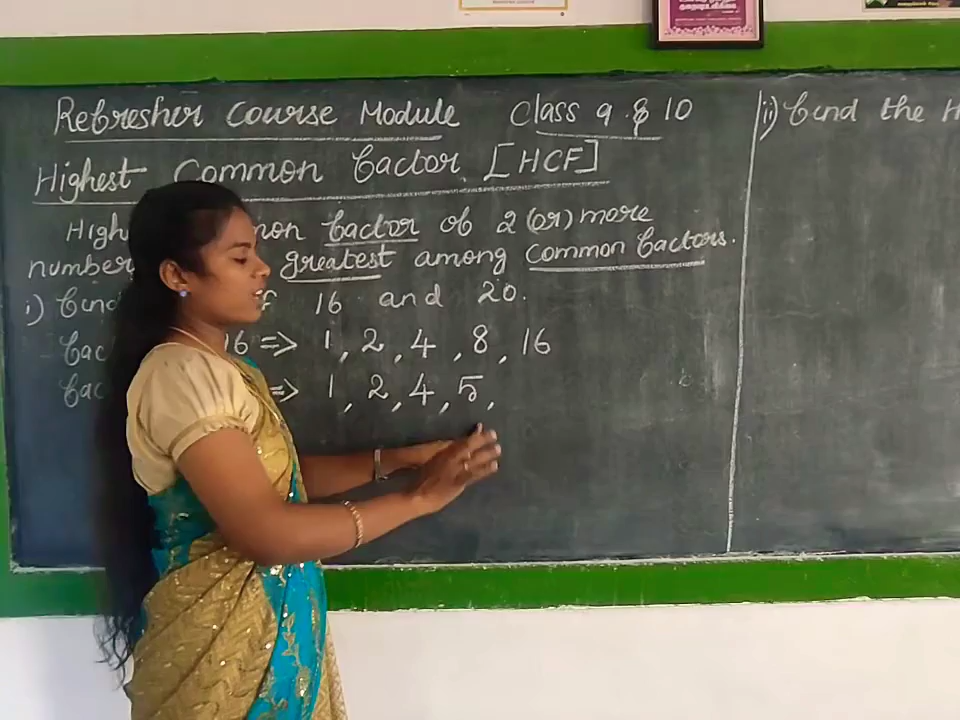 Refresher Course Module Class 9 & 10
Highest Common Factor [HCF]
High non factor of 2 (or) more
number greatest among common factors.
i) Find f 16 and 20.
Fac 16 => 1, 2, 4, 8, 16
Fac => 1, 2, 4, 5,
ii) Find the H